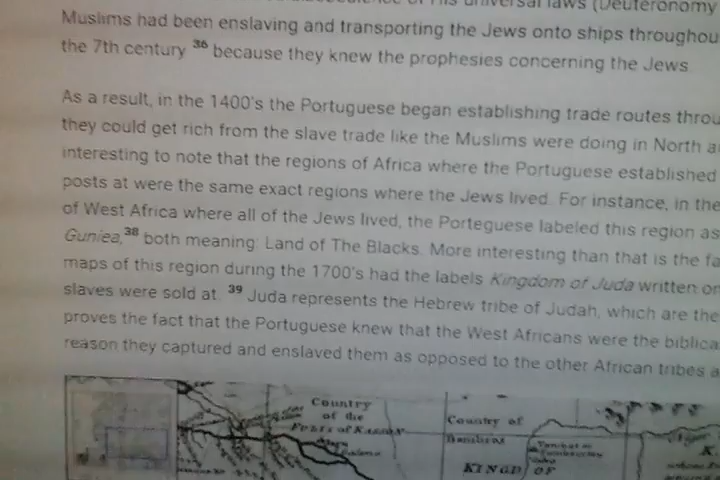 His universal laws (Deuteronomy
Muslims had been enslaving and transporting the Jews onto ships throughou
the 7th century 36 because they knew the prophesies concerning the Jews
As a result, in the 1400's the Portuguese began establishing trade routes throu
they could get rich from the slave trade like the Muslims were doing in North a
interesting to note that the regions of Africa where the Portuguese established
posts at were the same exact regions where the Jews lived. For instance, in the
of West Africa where all of the Jews lived, the Porteguese labeled this region as
Guniea,38 both meaning: Land of The Blacks. More interesting than that is the fa
maps of this region during the 1700's had the labels Kingdom of Juda written on
slaves were sold at. 39 Juda represents the Hebrew tribe of Judah, which are the
proves the fact that the Portuguese knew that the West Africans were the biblica
reason they captured and enslaved them as opposed to the other African tribes a
Country
of the
Country of
KINGD OF
K.